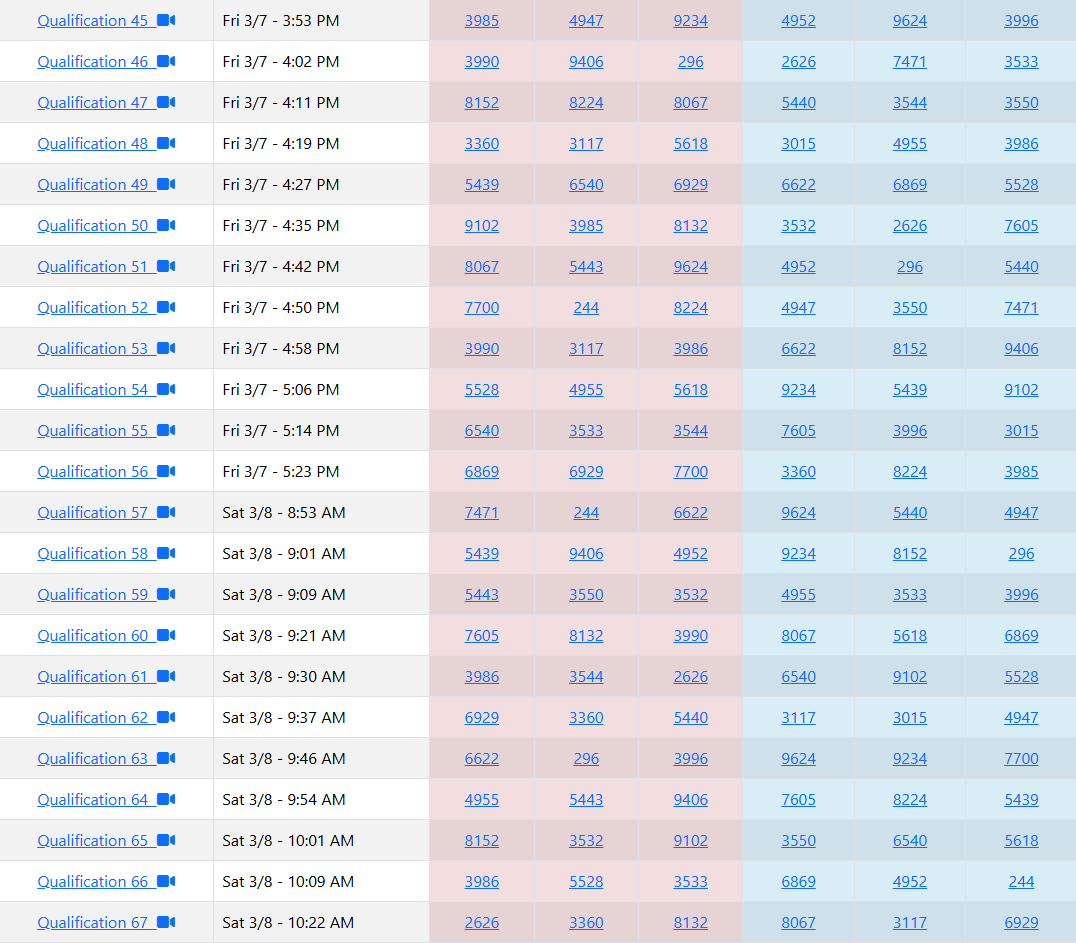 Qualification 45 Fri 3/7 - 3:53 PM 3985 4947 9234 4952 9624 3996
Qualification 46 Fri 3/7 - 4:02 PM 3990 9406 296 2626 7471 3533
Qualification 47 Fri 3/7 - 4:11 PM 8152 8224 8067 5440 3544 3550
Qualification 48 Fri 3/7 - 4:19 PM 3360 3117 5618 3015 4955 3986
Qualification 49 Fri 3/7 - 4:27 PM 5439 6540 6929 6622 6869 5528
Qualification 50 Fri 3/7 - 4:35 PM 9102 3985 8132 3532 2626 7605
Qualification 51 Fri 3/7 - 4:42 PM 8067 5443 9624 4952 296 5440
Qualification 52 Fri 3/7 - 4:50 PM 7700 244 8224 4947 3550 7471
Qualification 53 Fri 3/7 - 4:58 PM 3990 3117 3986 6622 8152 9406
Qualification 54 Fri 3/7 - 5:06 PM 5528 4955 5618 9234 5439 9102
Qualification 55 Fri 3/7 - 5:14 PM 6540 3533 3544 7605 3996 3015
Qualification 56 Fri 3/7 - 5:23 PM 6869 6929 7700 3360 8224 3985
Qualification 57 Sat 3/8 - 8:53 AM 7471 244 6622 9624 5440 4947
Qualification 58 Sat 3/8 - 9:01 AM 5439 9406 4952 9234 8152 296
Qualification 59 Sat 3/8 - 9:09 AM 5443 3550 3532 4955 3533 3996
Qualification 60 Sat 3/8 - 9:21 AM 7605 8132 3990 8067 5618 6869
Qualification 61 Sat 3/8 - 9:30 AM 3986 3544 2626 6540 9102 5528
Qualification 62 Sat 3/8 - 9:37 AM 6929 3360 5440 3117 3015 4947
Qualification 63 Sat 3/8 - 9:46 AM 6622 296 3996 9624 9234 7700
Qualification 64 Sat 3/8 - 9:54 AM 4955 5443 9406 7605 8224 5439
Qualification 65 Sat 3/8 - 10:01 AM 8152 3532 9102 3550 6540 5618
Qualification 66 Sat 3/8 - 10:09 AM 3986 5528 3533 6869 4952 244
Qualification 67 Sat 3/8 - 10:22 AM 2626 3360 8132 8067 3117 6929